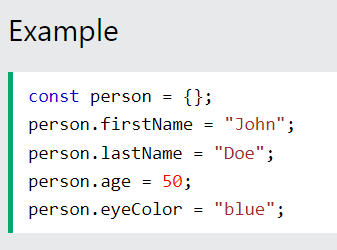 Example
const person = {};
person.firstName = "John";
person.lastName = "Doe";
person.age = 50;
person.eyeColor = "blue";